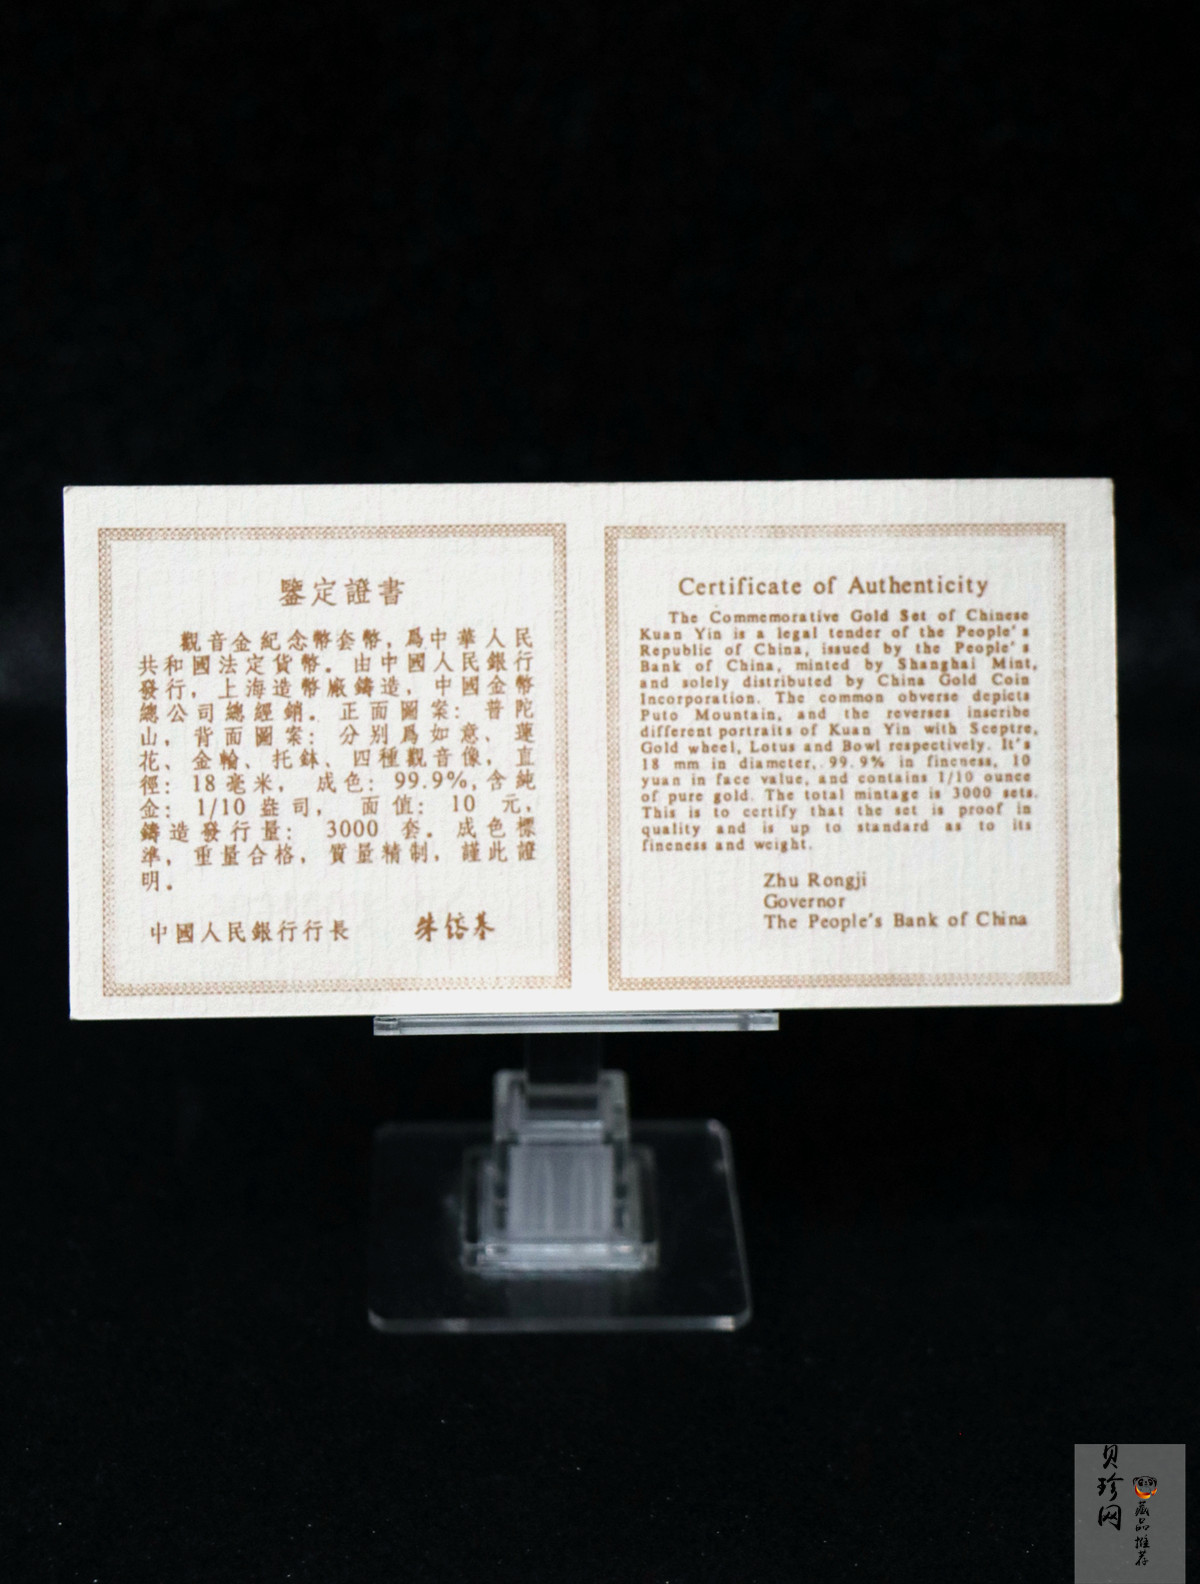 鑒定證書
觀音金紀念幣套幣，爲中華人民
共和國法定貨幣。由中國人民銀行
發行，上海造幣廠鑄造，中國金幣
總公司總經銷。正面圖案：普陀
山，背面圖案：分别爲如意、蓮
花、金輪、托鉢、四種觀音像，直
徑：18毫米，成色：99.9%，含純
金：1/10盎司，面值：10元，
鑄造發行量：3000套。成色標
準，重量合格，質量精制，謹此證
明。
中國人民銀行行長 朱鎔基
Certificate of Authenticity
The Commemorative Gold Set of Chinese
Kuan Yin is a legal tender of the People's
Republic of China, issued by the People's
Bank of China, minted by Shanghai Mint,
and solely distributed by China Gold Coin
Incorporation. The common obverse depicts
Puto Mountain, and the reverses inscribe
different portraits of Kuan Yin with Sceptre,
Gold wheel, Lotus and Bowl respectively. It's
18 mm in diameter, 99.9% in fineness, 10
yuan in face value, and contains 1/10 ounce
of pure gold. The total mintage is 3000 sets.
This is to certify that the set is proof in
quality and is up to standard as to its
fineness and weight.
Zhu Rongji
Governor
The People's Bank of China
贝珍网
藏品推荐